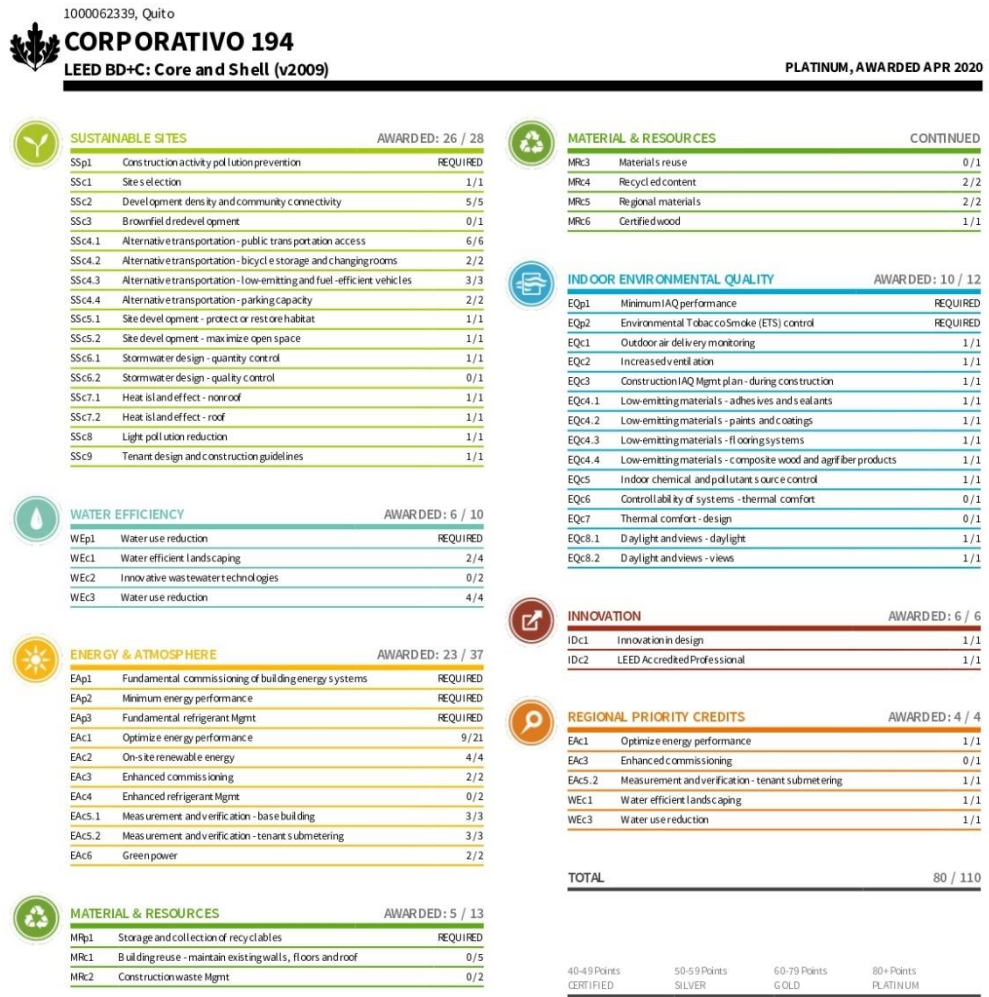 1000062339, Quito
CORPORATIVO 194
LEED BD+C: Core and Shell (v2009)
PLATINUM, AWARDED APR 2020
SUSTAINABLE SITES AWARDED: 26 / 28
SSp1 Construction activity pollution prevention REQUIRED
SSc1 Site selection 1/1
SSc2 Development density and community connectivity 5/5
SSc3 Brownfield redevelopment 0/1
SSc4.1 Alternative transportation - public transportation access 6/6
SSc4.2 Alternative transportation - bicycle storage and changing rooms 2/2
SSc4.3 Alternative transportation - low-emitting and fuel-efficient vehicles 3/3
SSc4.4 Alternative transportation - parking capacity 2/2
SSc5.1 Site development - protect or restore habitat 1/1
SSc5.2 Site development - maximize open space 1/1
SSc6.1 Stormwater design - quantity control 1/1
SSc6.2 Stormwater design - quality control 0/1
SSc7.1 Heat island effect - nonroof 1/1
SSc7.2 Heat island effect - roof 1/1
SSc8 Light pollution reduction 1/1
SSc9 Tenant design and construction guidelines 1/1
WATER EFFICIENCY AWARDED: 6 / 10
WEp1 Water use reduction REQUIRED
WEc1 Water efficient landscaping 2/4
WEc2 Innovative wastewater technologies 0/2
WEc3 Water use reduction 4/4
ENERGY & ATMOSPHERE AWARDED: 23 / 37
EAp1 Fundamental commissioning of building energy systems REQUIRED
EAp2 Minimum energy performance REQUIRED
EAp3 Fundamental refrigerant Mgmt REQUIRED
EAc1 Optimize energy performance 9/21
EAc2 On-site renewable energy 4/4
EAc3 Enhanced commissioning 2/2
EAc4 Enhanced refrigerant Mgmt 0/2
EAc5.1 Measurement and verification - base building 3/3
EAc5.2 Measurement and verification - tenant submetering 3/3
EAc6 Green power 2/2
MATERIAL & RESOURCES AWARDED: 5 / 13
MRp1 Storage and collection of recyclables REQUIRED
MRc1 Building reuse - maintain existing walls, floors and roof 0/5
MRc2 Construction waste Mgmt 0/2
MATERIAL & RESOURCES CONTINUED
MRc3 Materials reuse 0/1
MRc4 Recycled content 2/2
MRc5 Regional materials 2/2
MRc6 Certified wood 1/1
INDOOR ENVIRONMENTAL QUALITY AWARDED: 10 / 12
EQp1 Minimum IAQ performance REQUIRED
EQp2 Environmental Tobacco Smoke (ETS) control REQUIRED
EQc1 Outdoor air delivery monitoring 1/1
EQc2 Increased ventilation 1/1
EQc3 Construction IAQ Mgmt plan - during construction 1/1
EQc4.1 Low-emitting materials - adhesives and sealants 1/1
EQc4.2 Low-emitting materials - paints and coatings 1/1
EQc4.3 Low-emitting materials - flooring systems 1/1
EQc4.4 Low-emitting materials - composite wood and agrifiber products 1/1
EQc5 Indoor chemical and pollutant source control 1/1
EQc6 Controllability of systems - thermal comfort 0/1
EQc7 Thermal comfort - design 0/1
EQc8.1 Daylight and views - daylight 1/1
EQc8.2 Daylight and views - views 1/1
INNOVATION AWARDED: 6 / 6
IDc1 Innovation in design 1/1
IDc2 LEED Accredited Professional 1/1
REGIONAL PRIORITY CREDITS AWARDED: 4 / 4
EAc1 Optimize energy performance 1/1
EAc3 Enhanced commissioning 0/1
EAc5.2 Measurement and verification - tenant submetering 1/1
WEc1 Water efficient landscaping 1/1
WEc3 Water use reduction 1/1
TOTAL 80 / 110
40-49 Points 50-59 Points 60-79 Points 80+ Points
CERTIFIED SILVER GOLD PLATINUM